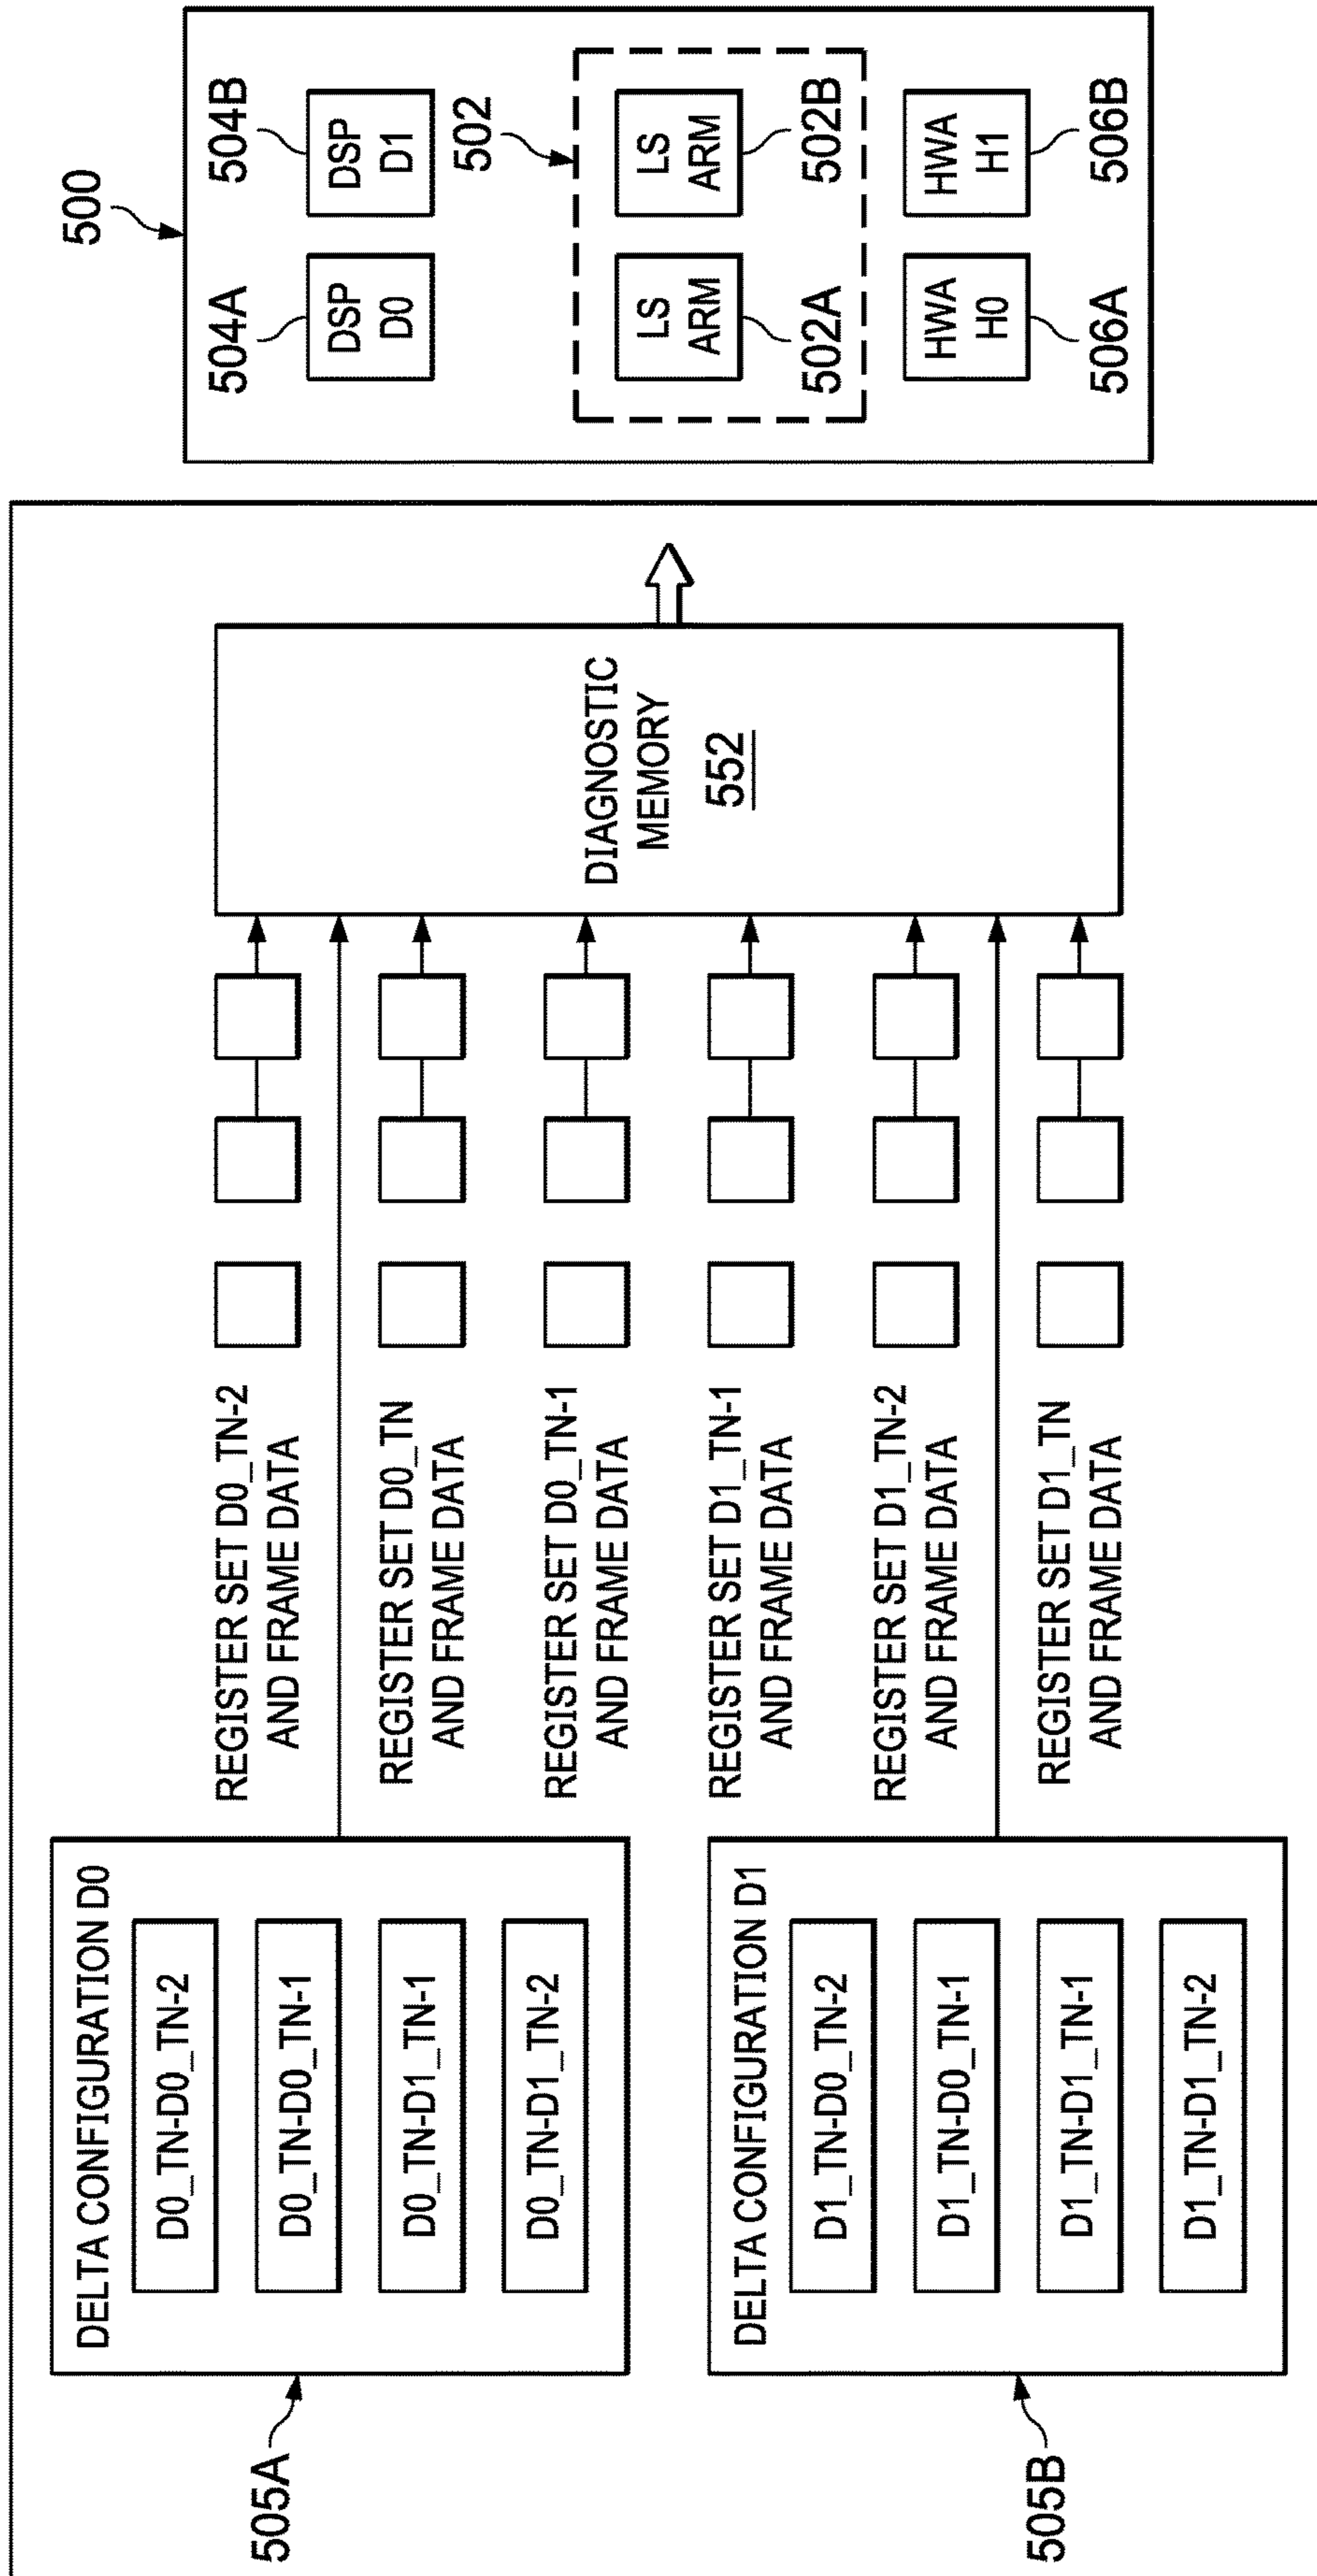 500
504A
504B
DSP
D0
DSP
D1
502
LS
ARM
LS
ARM
502A
502B
HWA
H0
HWA
H1
506A
506B
505A
DELTA CONFIGURATION D0
D0_TN-D0_TN-2
D0_TN-D0_TN-1
D0_TN-D1_TN-1
D0_TN-D1_TN-2
505B
DELTA CONFIGURATION D1
D1_TN-D0_TN-2
D1_TN-D0_TN-1
D1_TN-D1_TN-1
D1_TN-D1_TN-2
REGISTER SET D0_TN-2
AND FRAME DATA
REGISTER SET D0_TN
AND FRAME DATA
REGISTER SET D0_TN-1
AND FRAME DATA
REGISTER SET D1_TN-1
AND FRAME DATA
REGISTER SET D1_TN-2
AND FRAME DATA
REGISTER SET D1_TN
AND FRAME DATA
DIAGNOSTIC
MEMORY
552